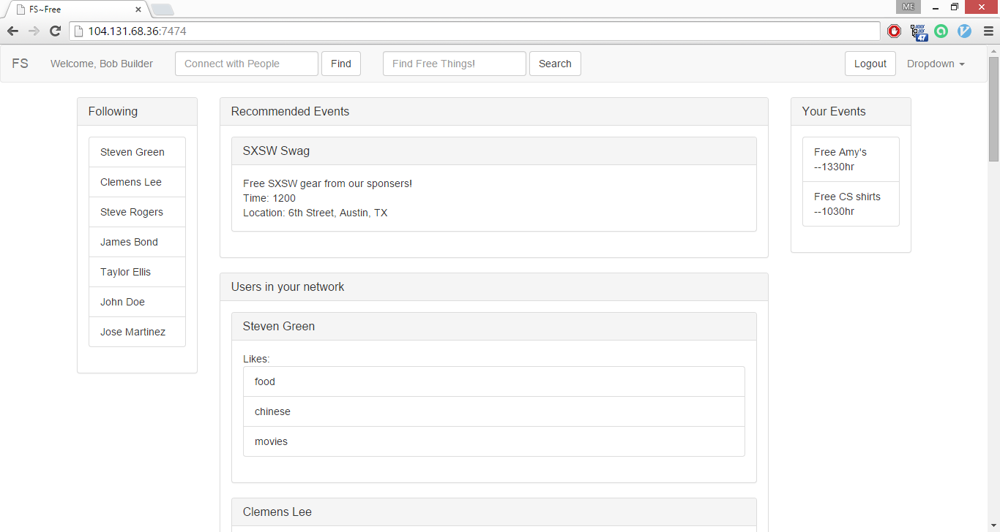 FS~Free
ME
104.131.68.36:7474
47
FS Welcome, Bob Builder Connect with People Find Find Free Things! Search Logout Dropdown
Following
Steven Green
Clemens Lee
Steve Rogers
James Bond
Taylor Ellis
John Doe
Jose Martinez
Recommended Events
SXSW Swag
Free SXSW gear from our sponsers!
Time: 1200
Location: 6th Street, Austin, TX
Users in your network
Steven Green
Likes:
food
chinese
movies
Clemens Lee
Your Events
Free Amy's
--1330hr
Free CS shirts
--1030hr